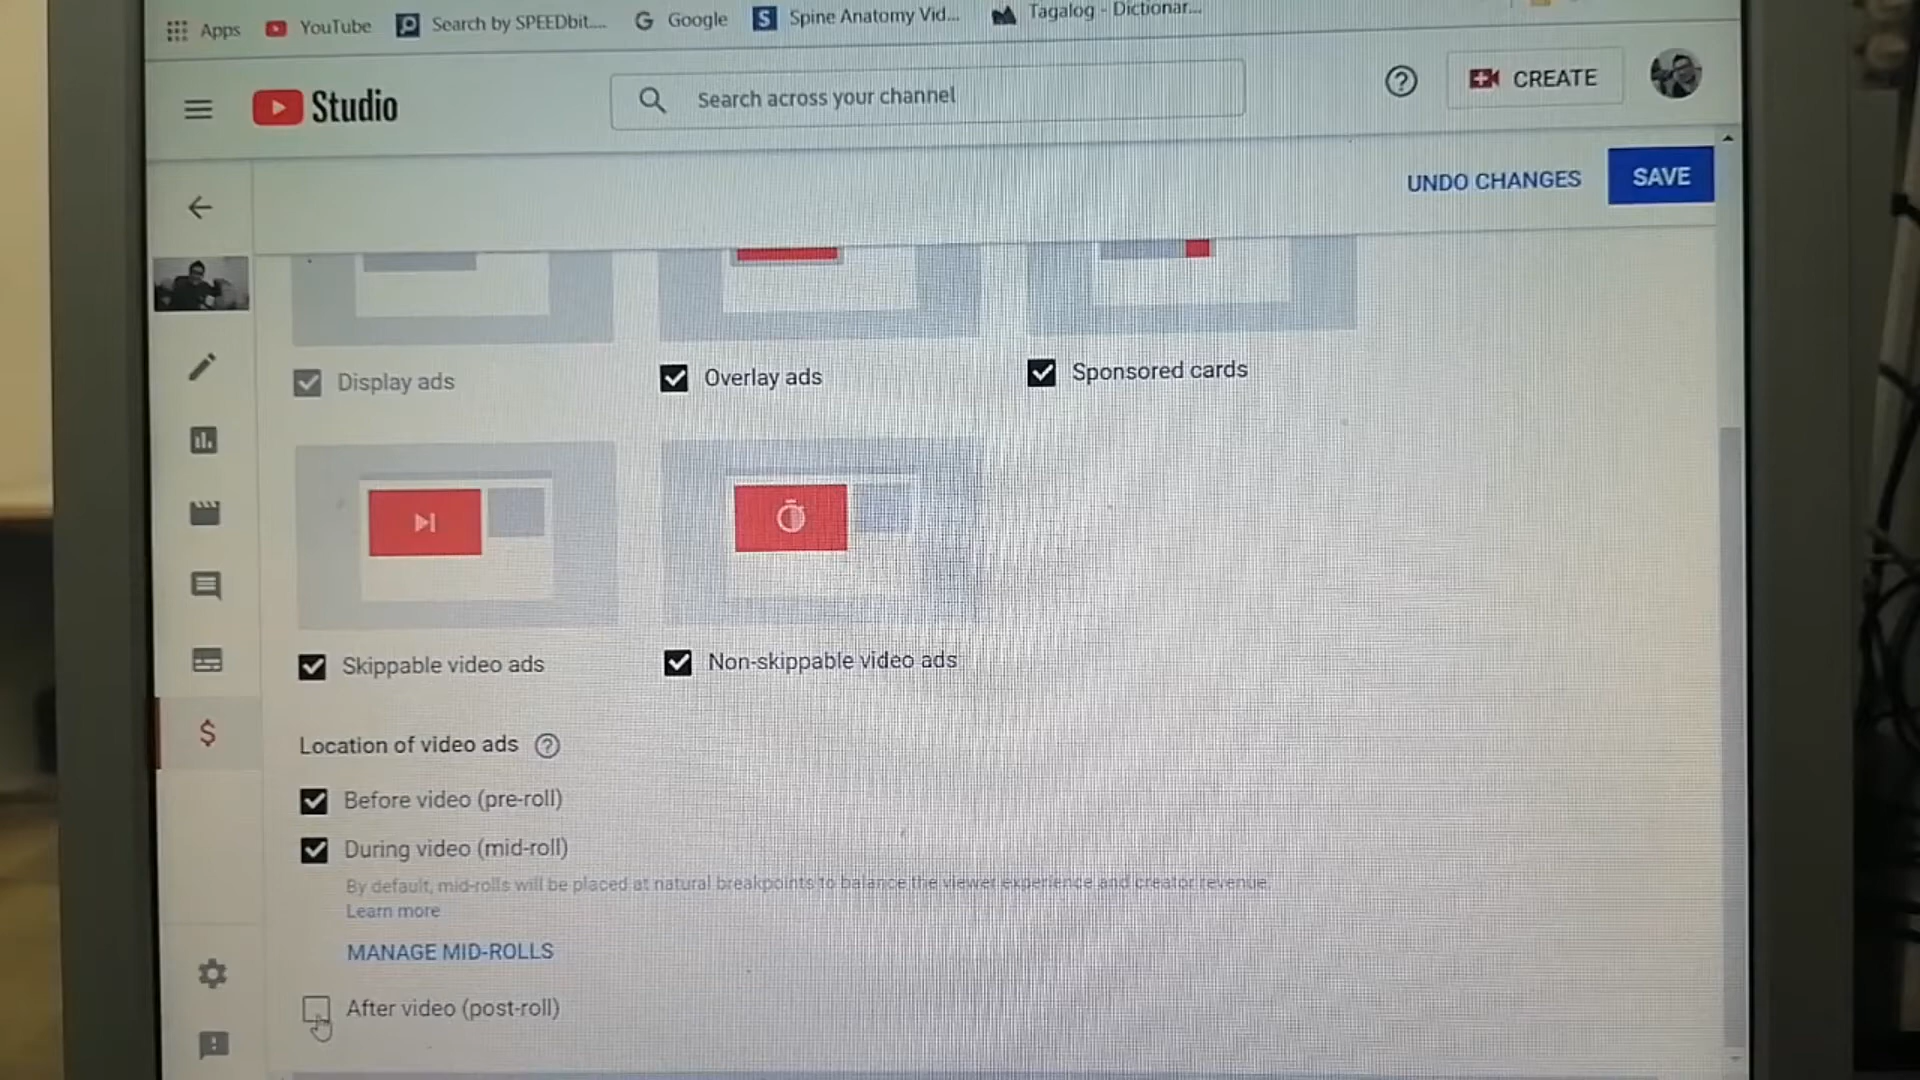 Apps YouTube Search by SPEEDbit.... Google Spine Anatomy Vid... Tagalog - Dictionar...
Studio Search across your channel CREATE
UNDO CHANGES SAVE
Display ads Overlay ads Sponsored cards
Skippable video ads Non-skippable video ads
Location of video ads
Before video (pre-roll)
During video (mid-roll)
By default, mid-rolls will be placed at natural breakpoints to balance the viewer experience and creator revenue.
Learn more
MANAGE MID-ROLLS
After video (post-roll)